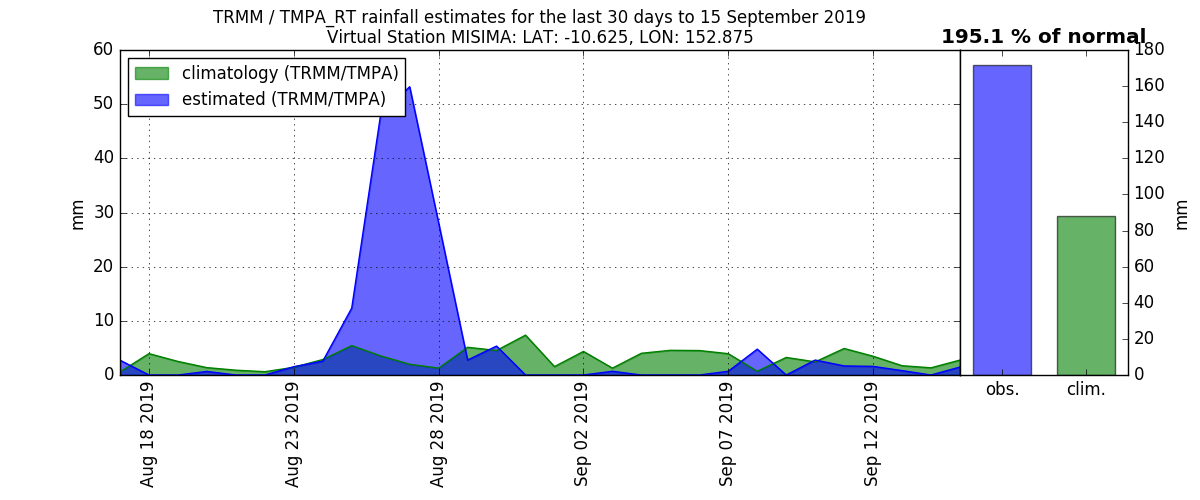 TRMM / TMPA_RT rainfall estimates for the last 30 days to 15 September 2019
Virtual Station MISIMA: LAT: -10.625, LON: 152.875
195.1 % of normal
climatology (TRMM/TMPA)
estimated (TRMM/TMPA)
60
50
40
30
20
10
0
mm
Aug 18 2019
Aug 23 2019
Aug 28 2019
Sep 02 2019
Sep 07 2019
Sep 12 2019
180
160
140
120
100
80
60
40
20
0
mm
obs.
clim.